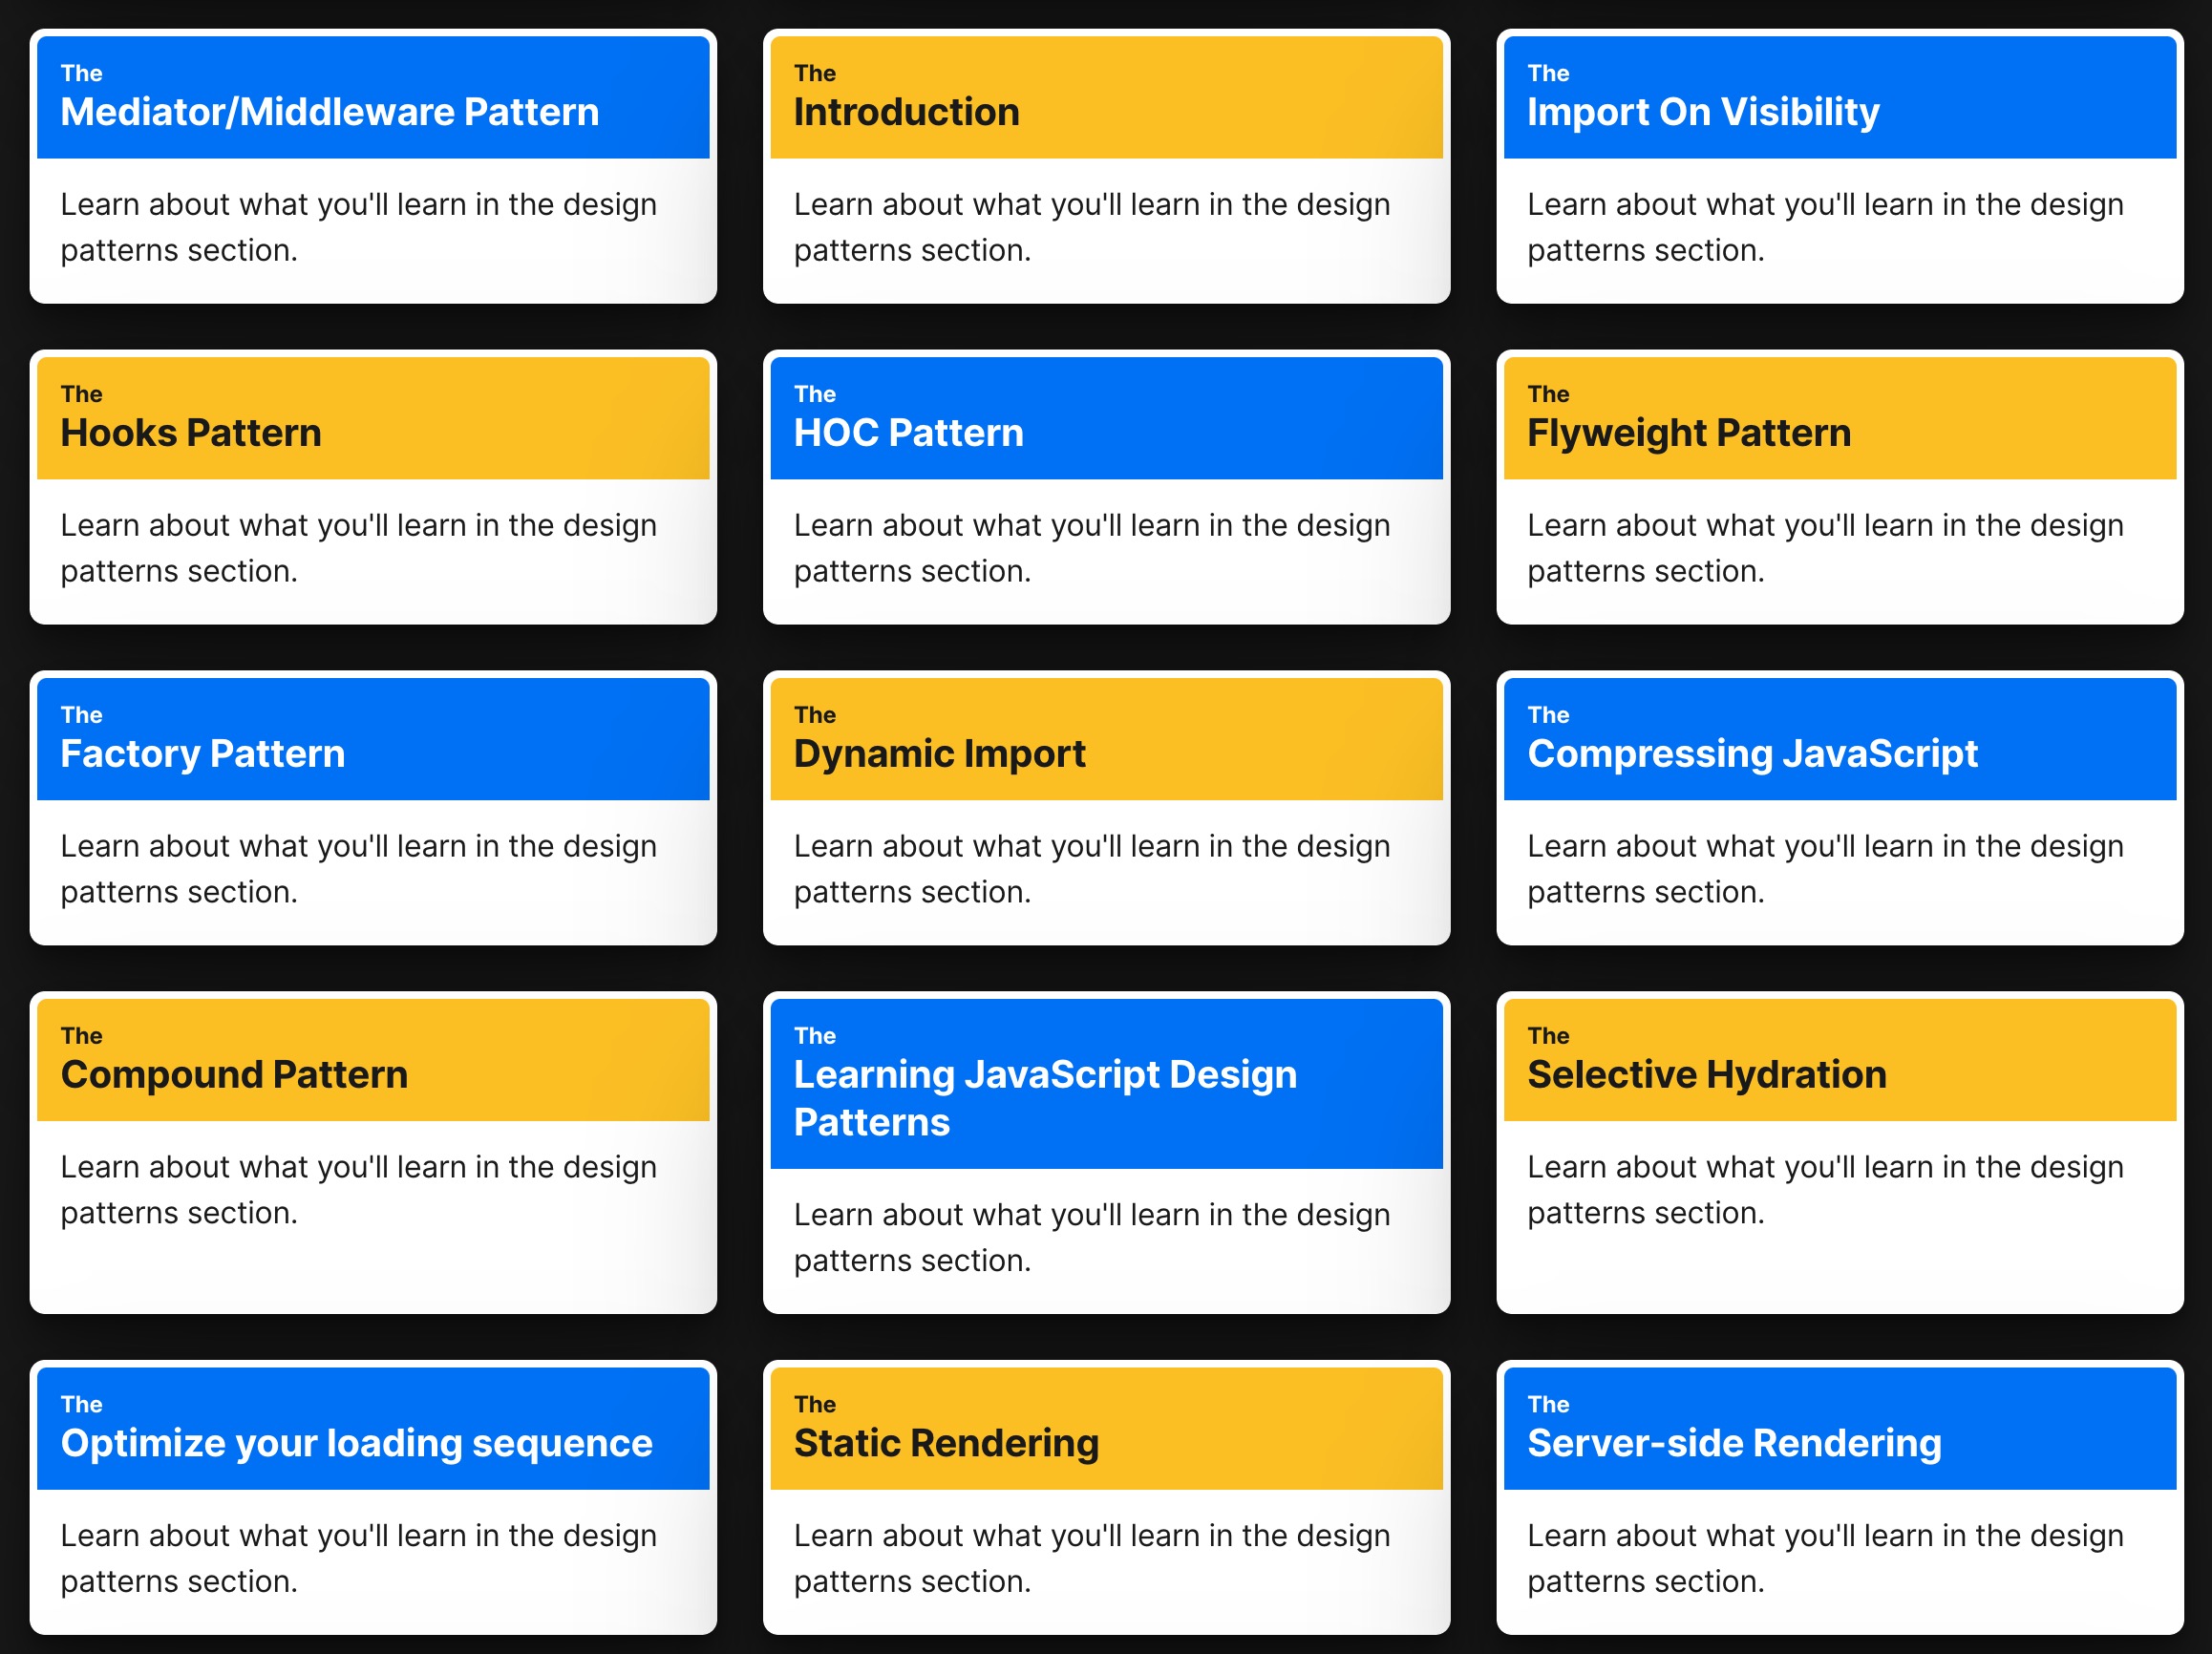 The
Mediator/Middleware Pattern
Learn about what you'll learn in the design
patterns section.
The
Introduction
Learn about what you'll learn in the design
patterns section.
The
Import On Visibility
Learn about what you'll learn in the design
patterns section.
The
Hooks Pattern
Learn about what you'll learn in the design
patterns section.
The
HOC Pattern
Learn about what you'll learn in the design
patterns section.
The
Flyweight Pattern
Learn about what you'll learn in the design
patterns section.
The
Factory Pattern
Learn about what you'll learn in the design
patterns section.
The
Dynamic Import
Learn about what you'll learn in the design
patterns section.
The
Compressing JavaScript
Learn about what you'll learn in the design
patterns section.
The
Compound Pattern
Learn about what you'll learn in the design
patterns section.
The
Learning JavaScript Design
Patterns
Learn about what you'll learn in the design
patterns section.
The
Selective Hydration
Learn about what you'll learn in the design
patterns section.
The
Optimize your loading sequence
Learn about what you'll learn in the design
patterns section.
The
Static Rendering
Learn about what you'll learn in the design
patterns section.
The
Server-side Rendering
Learn about what you'll learn in the design
patterns section.